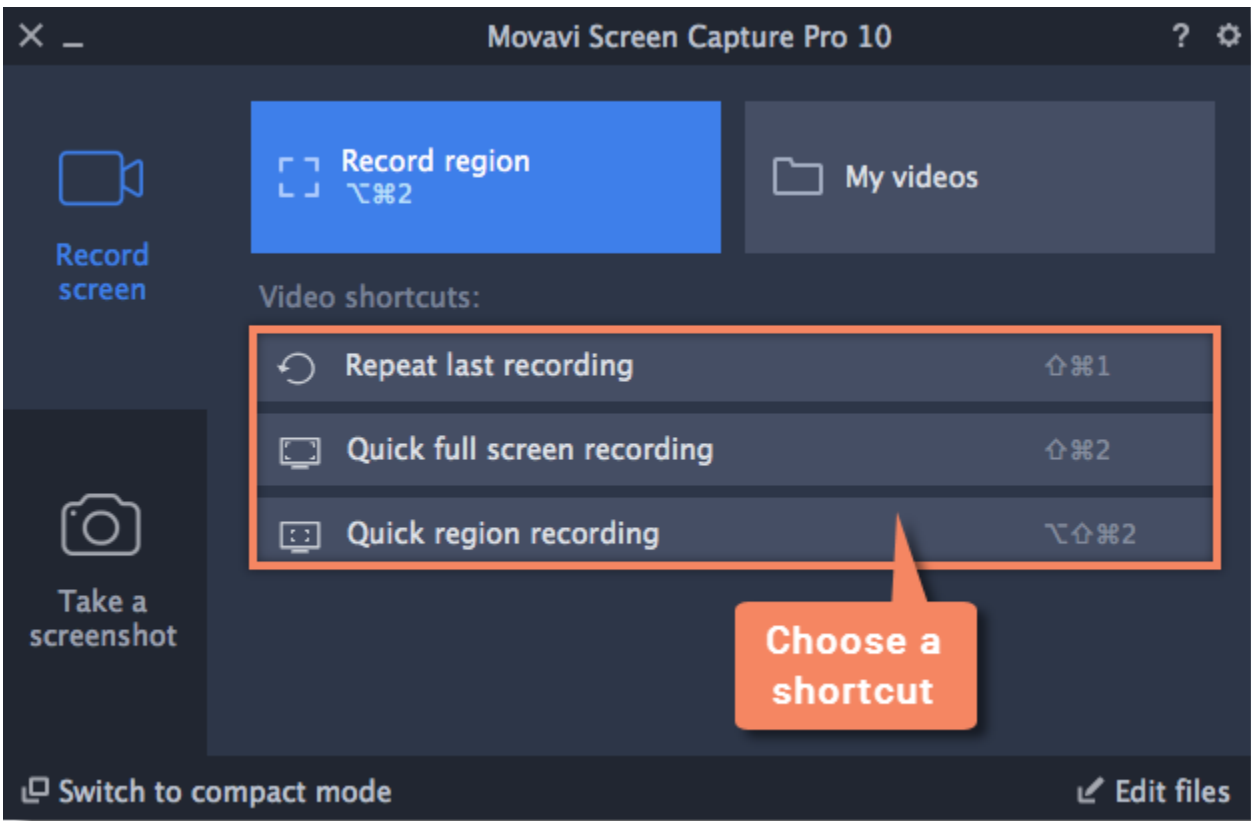 Movavi Screen Capture Pro 10
?
Record region
⌥⌘2
My videos
Record
screen
Video shortcuts:
Repeat last recording ⇧⌘1
Quick full screen recording ⇧⌘2
Quick region recording ⌥⇧⌘2
Take a
screenshot
Choose a
shortcut
Switch to compact mode
Edit files